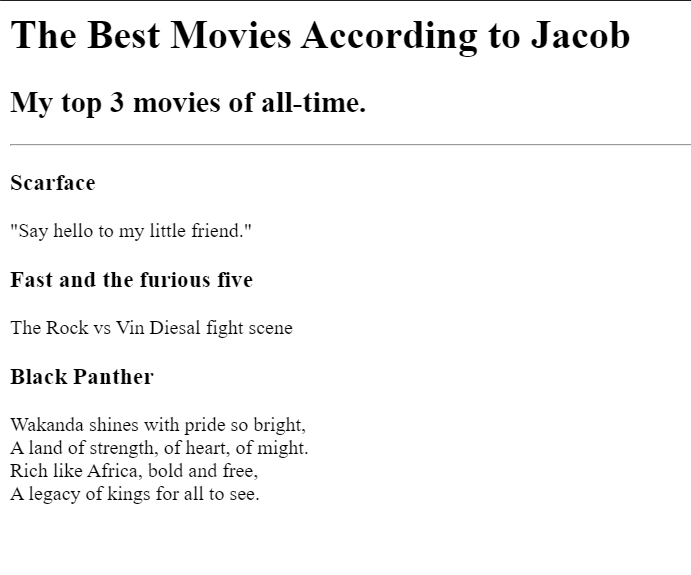 The Best Movies According to Jacob
My top 3 movies of all-time.
Scarface
"Say hello to my little friend."
Fast and the furious five
The Rock vs Vin Diesal fight scene
Black Panther
Wakanda shines with pride so bright,
A land of strength, of heart, of might.
Rich like Africa, bold and free,
A legacy of kings for all to see.